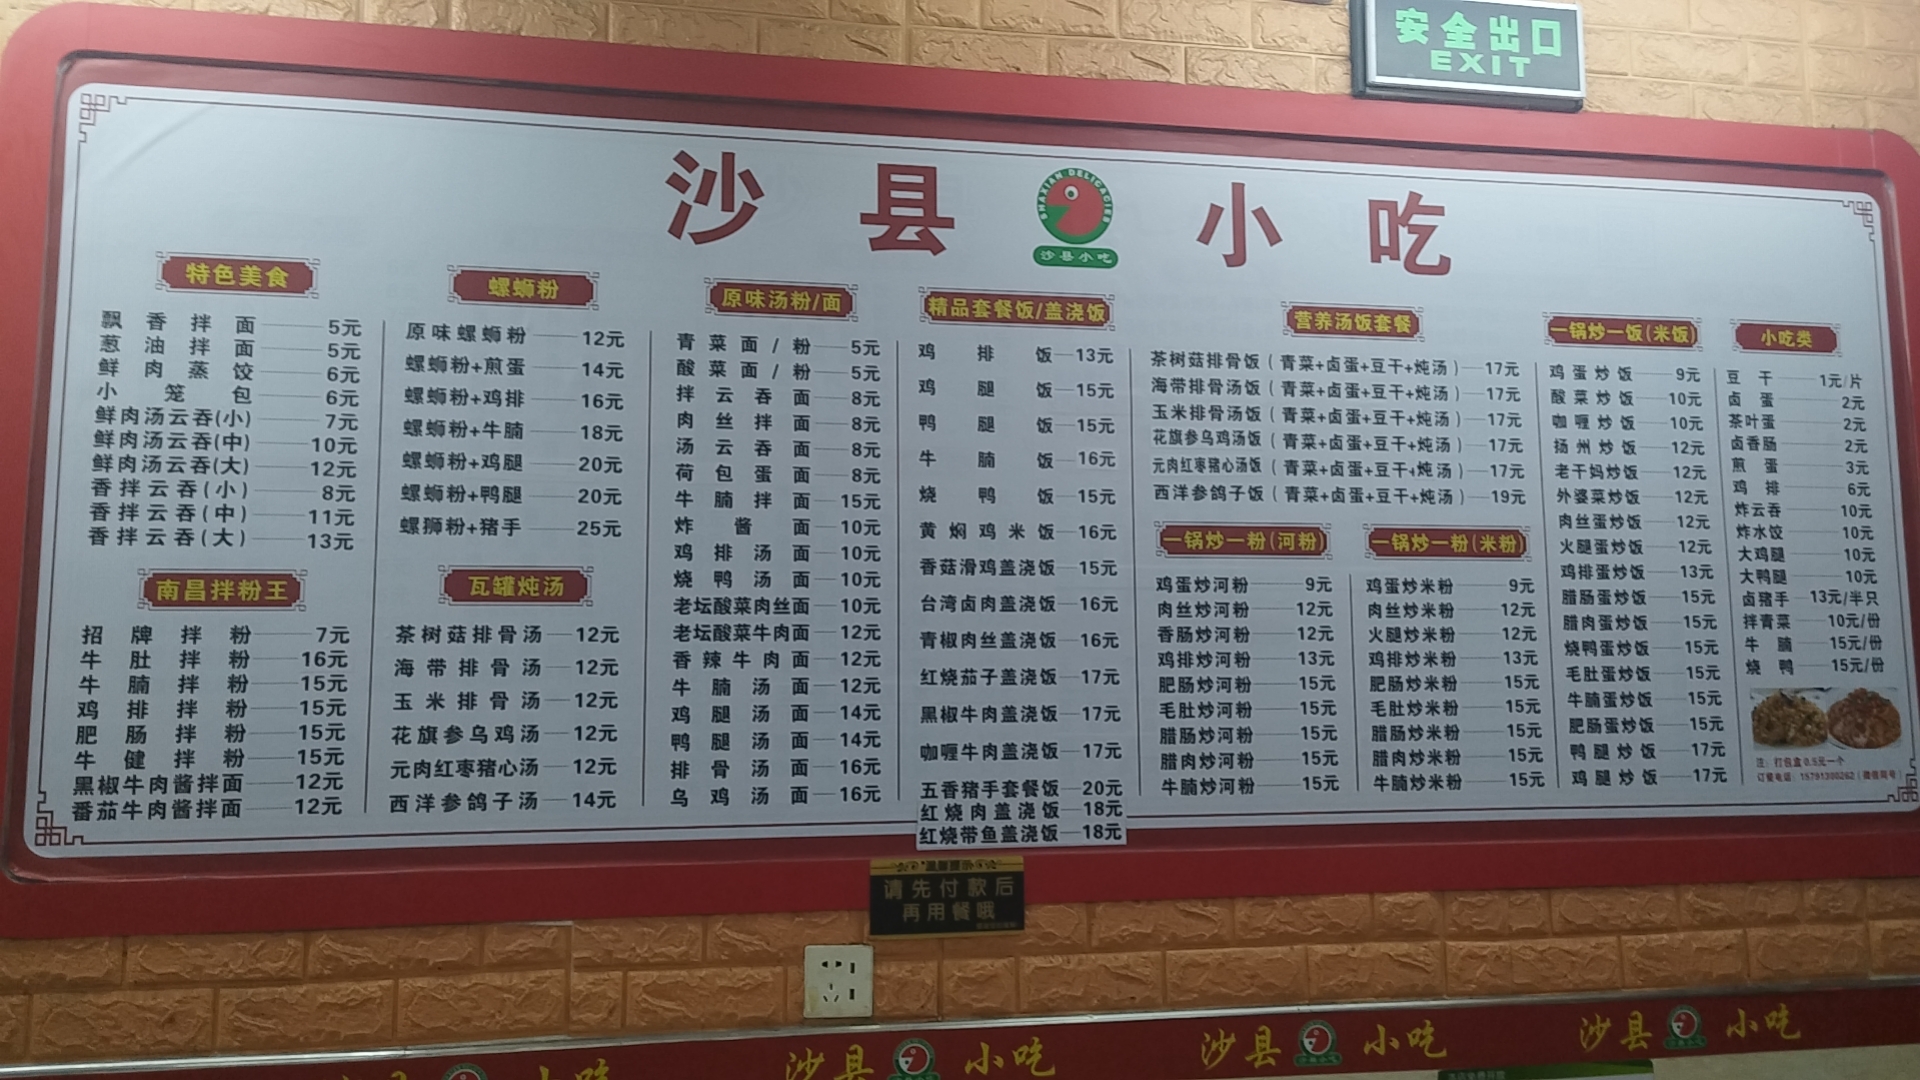 安全出口
EXIT
沙县小吃
SHAXIAN DELICACIES
沙县小吃
特色美食
飘香拌面 5元
葱油拌面 5元
鲜肉蒸饺 6元
小笼包 6元
鲜肉汤云吞(小) 7元
鲜肉汤云吞(中) 10元
鲜肉汤云吞(大) 12元
香拌云吞(小) 8元
香拌云吞(中) 11元
香拌云吞(大) 13元
南昌拌粉王
招牌拌粉 7元
牛肚拌粉 16元
牛腩拌粉 15元
鸡排拌粉 15元
肥肠拌粉 15元
牛健拌粉 15元
黑椒牛肉酱拌面 12元
番茄牛肉酱拌面 12元
螺蛳粉
原味螺蛳粉 12元
螺蛳粉+煎蛋 14元
螺蛳粉+鸡排 16元
螺蛳粉+牛腩 18元
螺蛳粉+鸡腿 20元
螺蛳粉+鸭腿 20元
螺狮粉+猪手 25元
瓦罐炖汤
茶树菇排骨汤 12元
海带排骨汤 12元
玉米排骨汤 12元
花旗参乌鸡汤 12元
元肉红枣猪心汤 12元
西洋参鸽子汤 14元
原味汤粉/面
青菜面/粉 5元
酸菜面/粉 5元
拌云吞面 8元
肉丝拌面 8元
汤云吞面 8元
荷包蛋面 8元
牛腩拌面 15元
炸酱面 10元
鸡排汤面 10元
烧鸭汤面 10元
老坛酸菜肉丝面 10元
老坛酸菜牛肉面 12元
香辣牛肉面 12元
牛腩汤面 12元
鸡腿汤面 14元
鸭腿汤面 14元
排骨汤面 16元
乌鸡汤面 16元
精品套餐饭/盖浇饭
鸡排饭 13元
鸡腿饭 15元
鸭腿饭 15元
牛腩饭 16元
烧鸭饭 15元
黄焖鸡米饭 16元
香菇滑鸡盖浇饭 15元
台湾卤肉盖浇饭 16元
青椒肉丝盖浇饭 16元
红烧茄子盖浇饭 17元
黑椒牛肉盖浇饭 17元
咖喱牛肉盖浇饭 17元
五香猪手套餐饭 20元
红烧肉盖浇饭 18元
红烧带鱼盖浇饭 18元
营养汤饭套餐
茶树菇排骨饭(青菜+卤蛋+豆干+炖汤) 17元
海带排骨汤饭(青菜+卤蛋+豆干+炖汤) 17元
玉米排骨汤饭(青菜+卤蛋+豆干+炖汤) 17元
花旗参乌鸡汤饭(青菜+卤蛋+豆干+炖汤) 17元
元肉红枣猪心汤饭(青菜+卤蛋+豆干+炖汤) 17元
西洋参鸽子饭(青菜+卤蛋+豆干+炖汤) 19元
一锅炒一粉(河粉)
鸡蛋炒河粉 9元
肉丝炒河粉 12元
香肠炒河粉 12元
鸡排炒河粉 13元
肥肠炒河粉 15元
毛肚炒河粉 15元
腊肠炒河粉 15元
腊肉炒河粉 15元
牛腩炒河粉 15元
一锅炒一粉(米粉)
鸡蛋炒米粉 9元
肉丝炒米粉 12元
火腿炒米粉 12元
鸡排炒米粉 13元
肥肠炒米粉 15元
毛肚炒米粉 15元
腊肠炒米粉 15元
腊肉炒米粉 15元
牛腩炒米粉 15元
一锅炒一饭(米饭)
鸡蛋炒饭 9元
酸菜炒饭 10元
咖喱炒饭 10元
扬州炒饭 12元
老干妈炒饭 12元
外婆菜炒饭 12元
肉丝蛋炒饭 12元
火腿蛋炒饭 12元
鸡排蛋炒饭 13元
腊肠蛋炒饭 15元
腊肉蛋炒饭 15元
烧鸭蛋炒饭 15元
毛肚蛋炒饭 15元
牛腩蛋炒饭 15元
肥肠蛋炒饭 15元
鸭腿炒饭 17元
鸡腿炒饭 17元
小吃类
豆干 1元/片
卤蛋 2元
茶叶蛋 2元
卤香肠 2元
煎蛋 3元
鸡排 6元
炸云吞 10元
炸水饺 10元
大鸡腿 10元
大鸭腿 10元
卤猪手 13元/半只
拌青菜 10元/份
牛腩 15元/份
烧鸭 15元/份
注：打包盒0.5元一个
订餐电话：15791300262(微信同号)
温馨提示
请先付款后
再用餐哦
沙县小吃
沙县小吃
沙县小吃